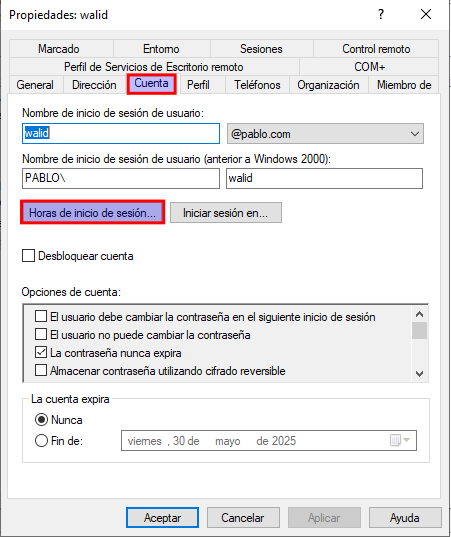 Propiedades: walid
Marcado Entorno Sesiones Control remoto
Perfil de Servicios de Escritorio remoto COM+
General Dirección Cuenta Perfil Teléfonos Organización Miembro de
Nombre de inicio de sesión de usuario:
walid @pablo.com
Nombre de inicio de sesión de usuario (anterior a Windows 2000):
PABLO\ walid
Horas de inicio de sesión... Iniciar sesión en...
Desbloquear cuenta
Opciones de cuenta:
El usuario debe cambiar la contraseña en el siguiente inicio de sesión
El usuario no puede cambiar la contraseña
La contraseña nunca expira
Almacenar contraseña utilizando cifrado reversible
La cuenta expira
Nunca
Fin de: viernes , 30 de mayo de 2025
Aceptar Cancelar Aplicar Ayuda